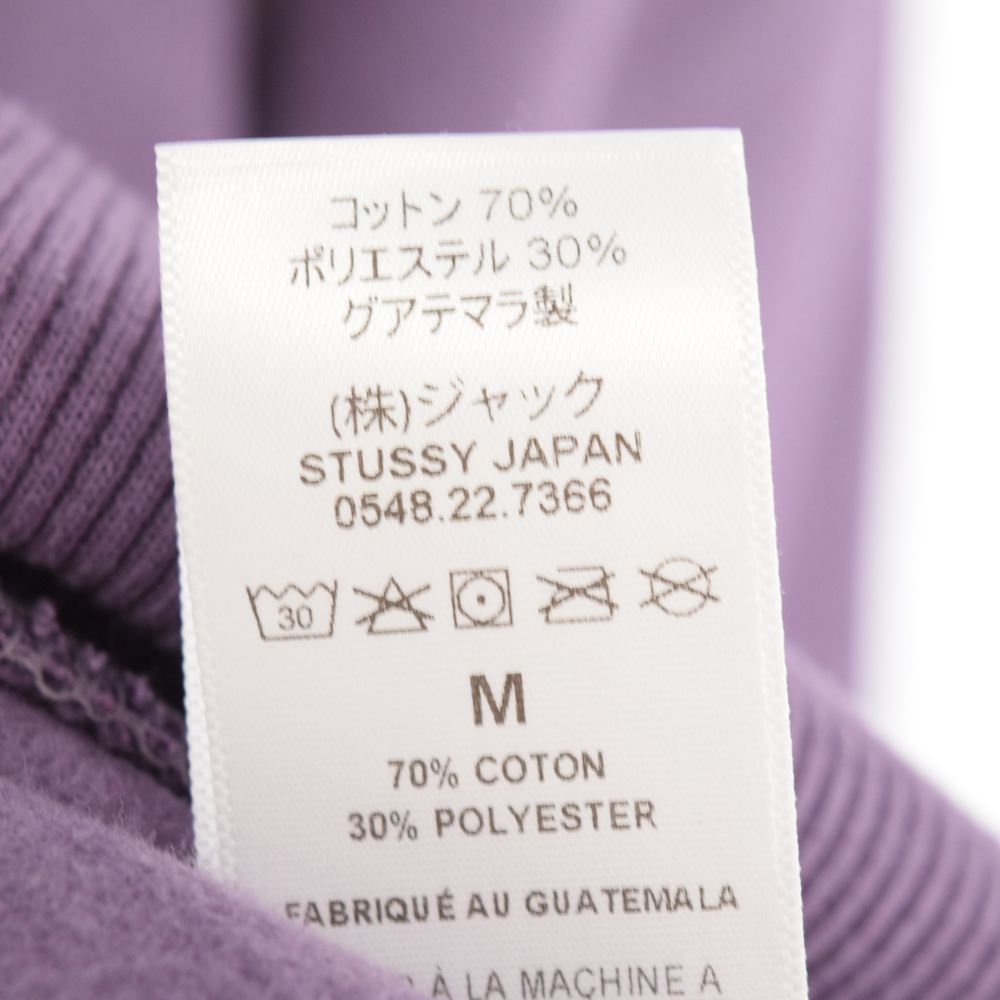 コットン 70%
ポリエステル 30%
グアテマラ製
(株)ジャック
STUSSY JAPAN
0548.22.7366
30
M
70% COTON
30% POLYESTER
FABRIQUÉ AU GUATEMALA
À LA MACHINE A